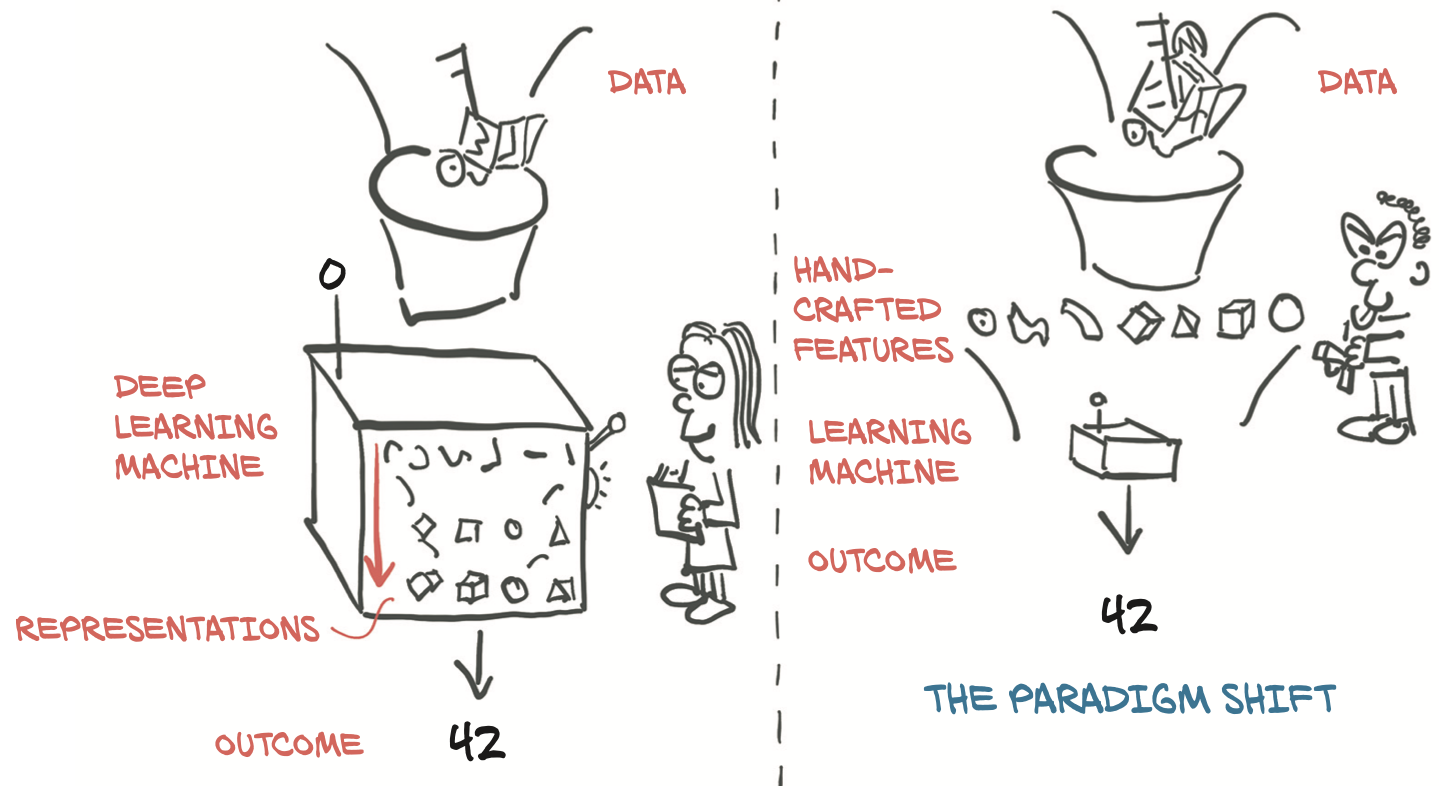 DATA
DEEP
LEARNING
MACHINE
REPRESENTATIONS
OUTCOME
42
DATA
HAND-
CRAFTED
FEATURES
LEARNING
MACHINE
OUTCOME
42
THE PARADIGM SHIFT